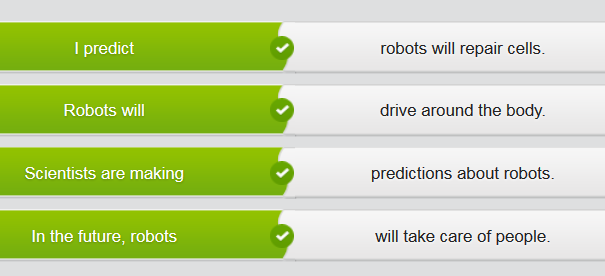 I predict robots will repair cells.
Robots will drive around the body.
Scientists are making predictions about robots.
In the future, robots will take care of people.